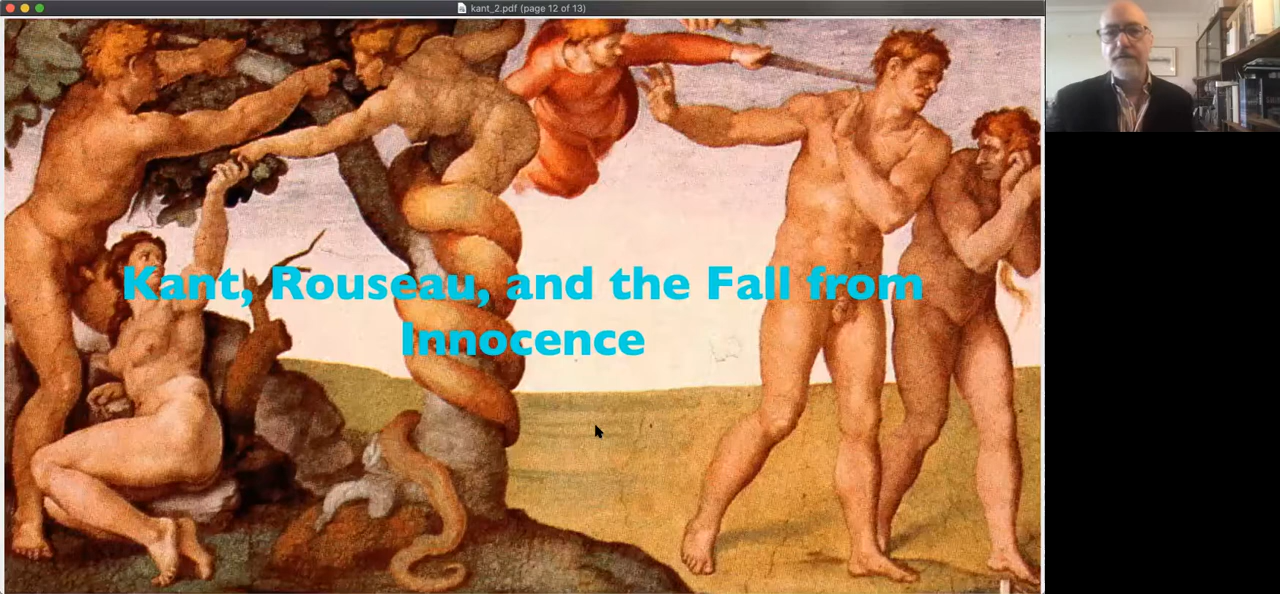 kant_2.pdf (page 12 of 13)
Kant, Rouseau, and the Fall from
Innocence